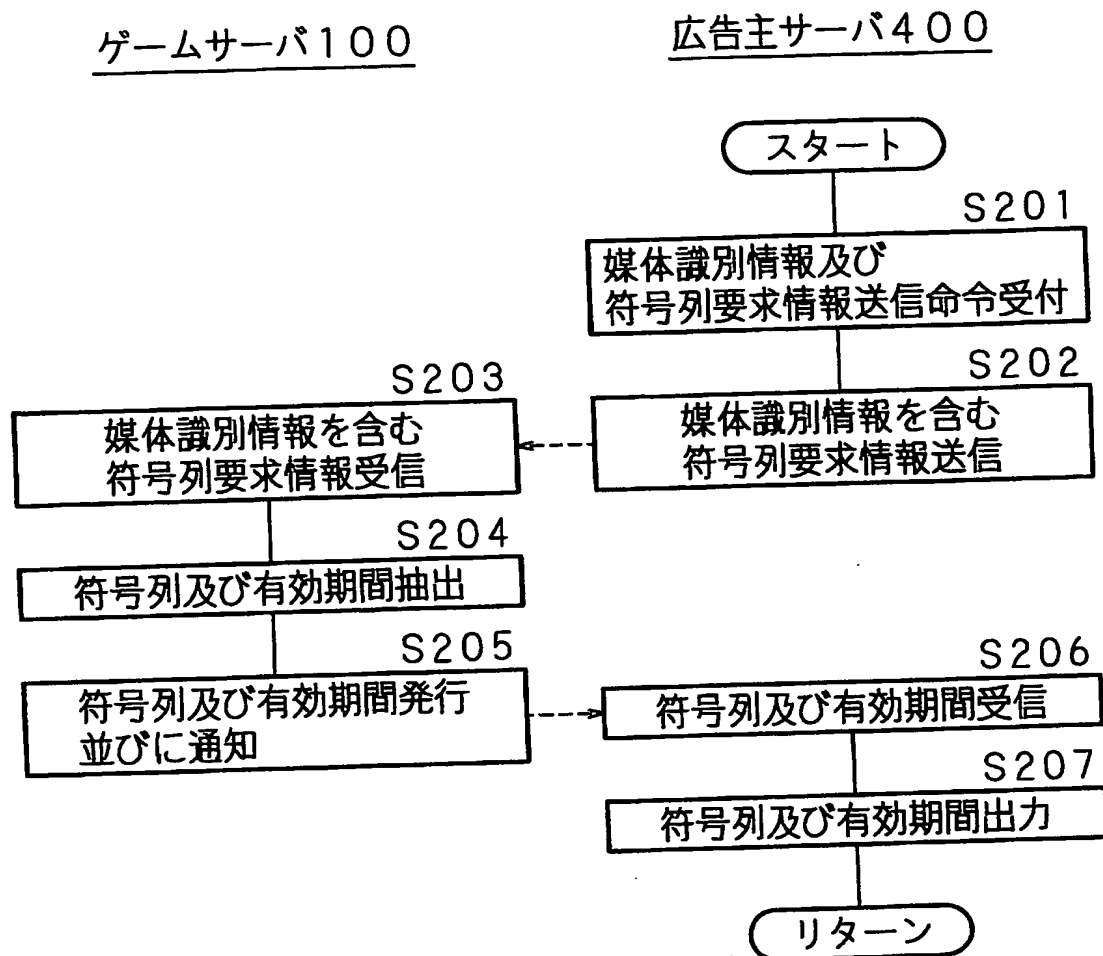 ゲームサーバ100
広告主サーバ400
スタート
S201
媒体識別情報及び
符号列要求情報送信命令受付
S202
媒体識別情報を含む
符号列要求情報送信
S203
媒体識別情報を含む
符号列要求情報受信
S204
符号列及び有効期間抽出
S205
符号列及び有効期間発行
並びに通知
S206
符号列及び有効期間受信
S207
符号列及び有効期間出力
リターン